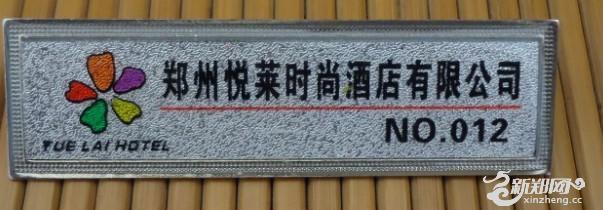 郑州悦莱时尚酒店有限公司
YUE LAI HOTEL
NO.012
新郑网
xinzheng.cc